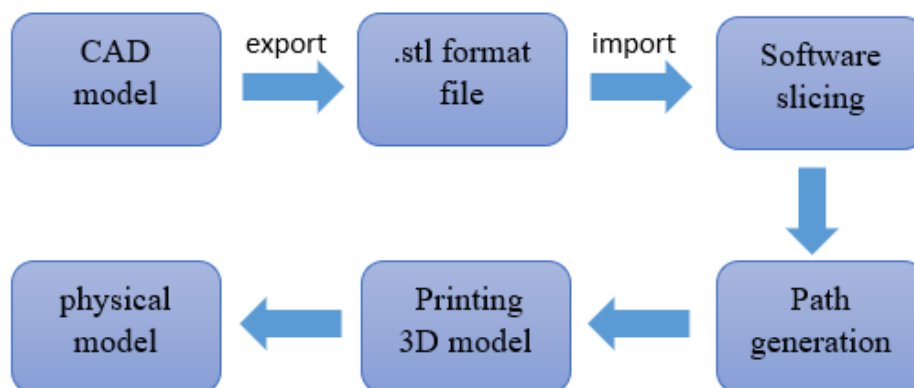 CAD
model
export
.stl format
file
import
Software
slicing
Path
generation
Printing
3D model
physical
model